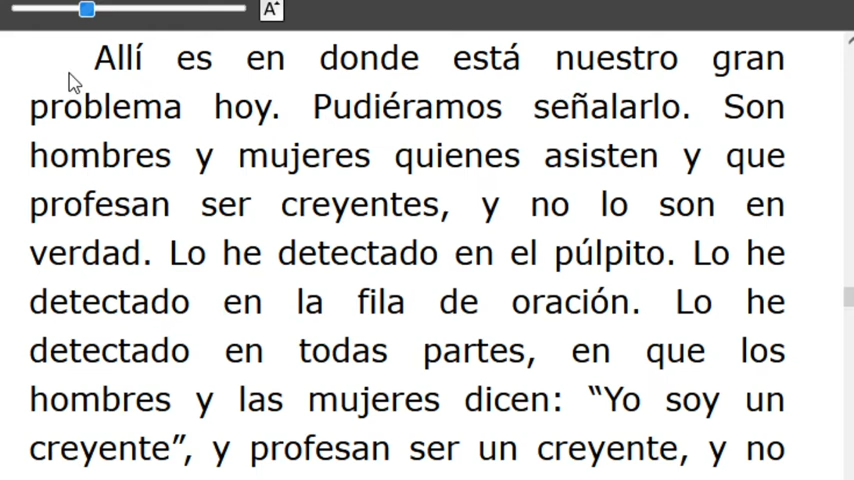 A
Allí es en donde está nuestro gran
problema hoy. Pudiéramos señalarlo. Son
hombres y mujeres quienes asisten y que
profesan ser creyentes, y no lo son en
verdad. Lo he detectado en el púlpito. Lo he
detectado en la fila de oración. Lo he
detectado en todas partes, en que los
hombres y las mujeres dicen: “Yo soy un
creyente”, y profesan ser un creyente, y no